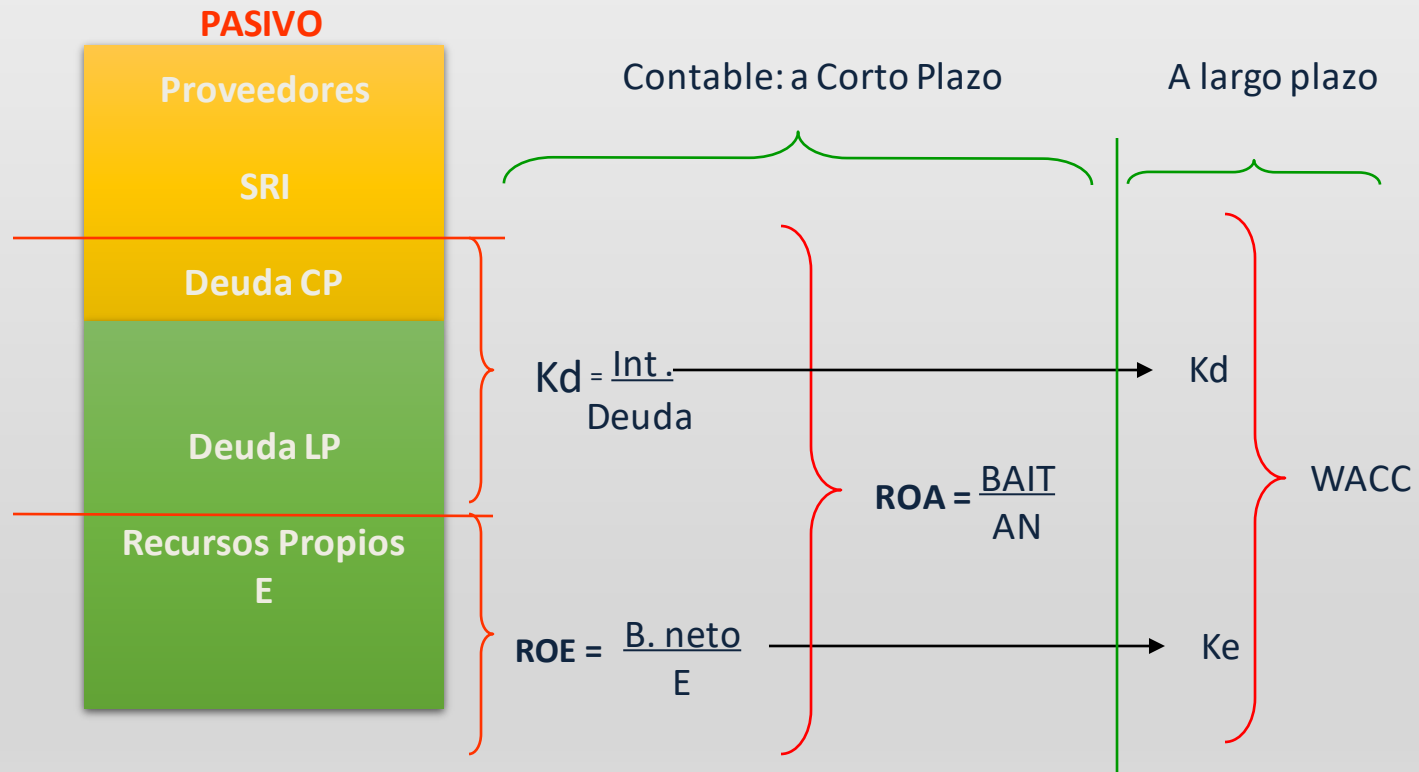 PASIVO
Proveedores
SRI
Deuda CP
Deuda LP
Recursos Propios
E
Contable: a Corto Plazo
A largo plazo
Kd = Int .
Deuda
Kd
ROA = BAIT
AN
WACC
ROE = B. neto
E
Ke